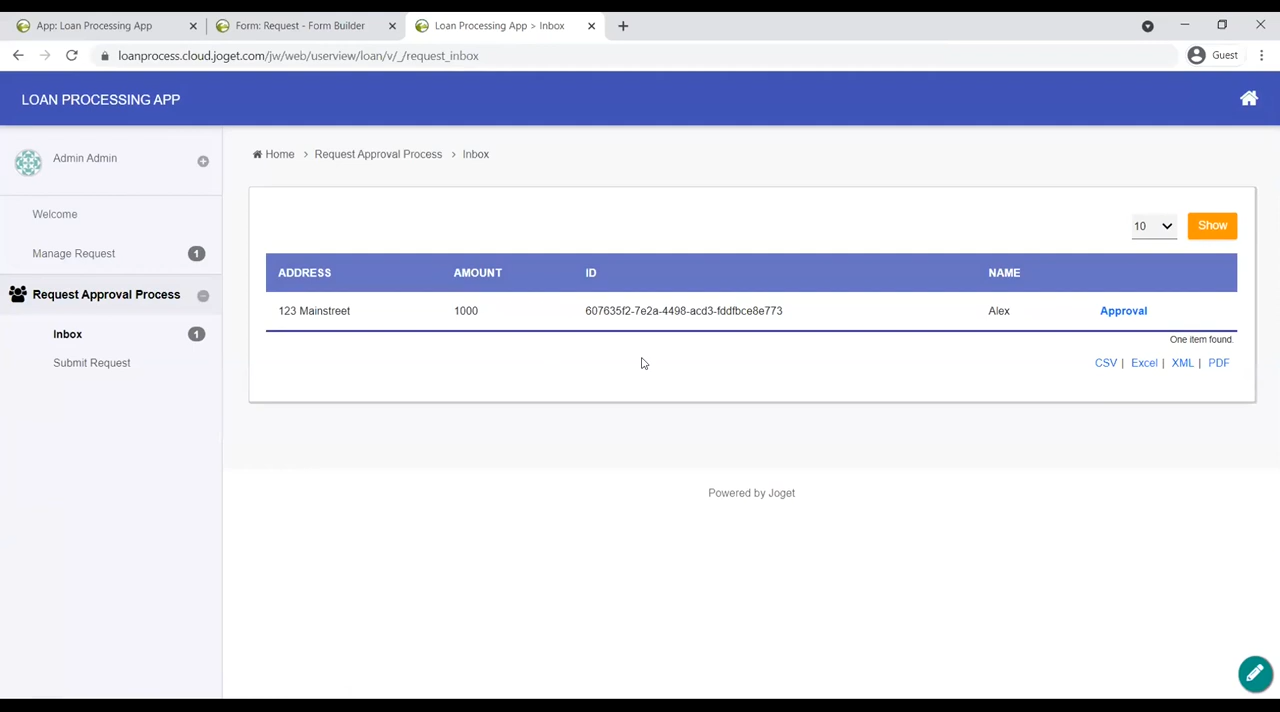 App: Loan Processing App
Form: Request - Form Builder
Loan Processing App > Inbox
loanprocess.cloud.joget.com/jw/web/userview/loan/v/_/request_inbox
Guest
LOAN PROCESSING APP
Admin Admin
Home > Request Approval Process > Inbox
Welcome
Manage Request 1
Request Approval Process
Inbox 1
Submit Request
10 Show
ADDRESS AMOUNT ID NAME
123 Mainstreet 1000 607635f2-7e2a-4498-acd3-fddfbce8e773 Alex Approval
One item found.
CSV | Excel | XML | PDF
Powered by Joget